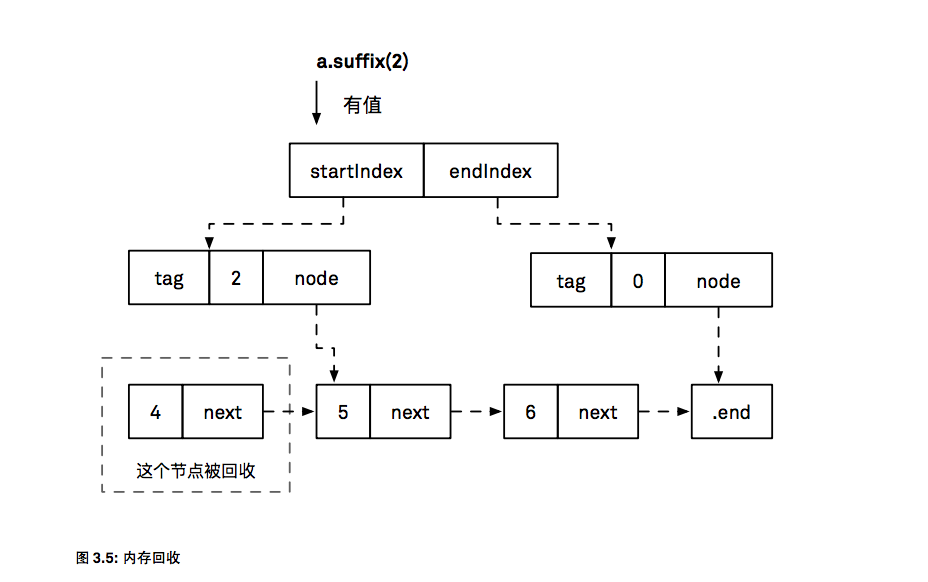 a.suffix(2)
有值
startIndex endIndex
tag 2 node
tag 0 node
4 next 5 next 6 next .end
这个节点被回收
图 3.5: 内存回收